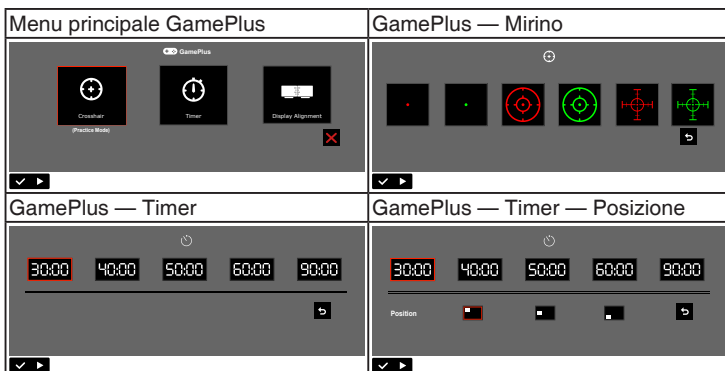 Menu principale GamePlus
GamePlus — Mirino
GamePlus
Crosshair
Timer
Display Alignment
(Practice Mode)
GamePlus — Timer
GamePlus — Timer — Posizione
30:00 40:00 50:00 60:00 90:00
30:00 40:00 50:00 60:00 90:00
Position